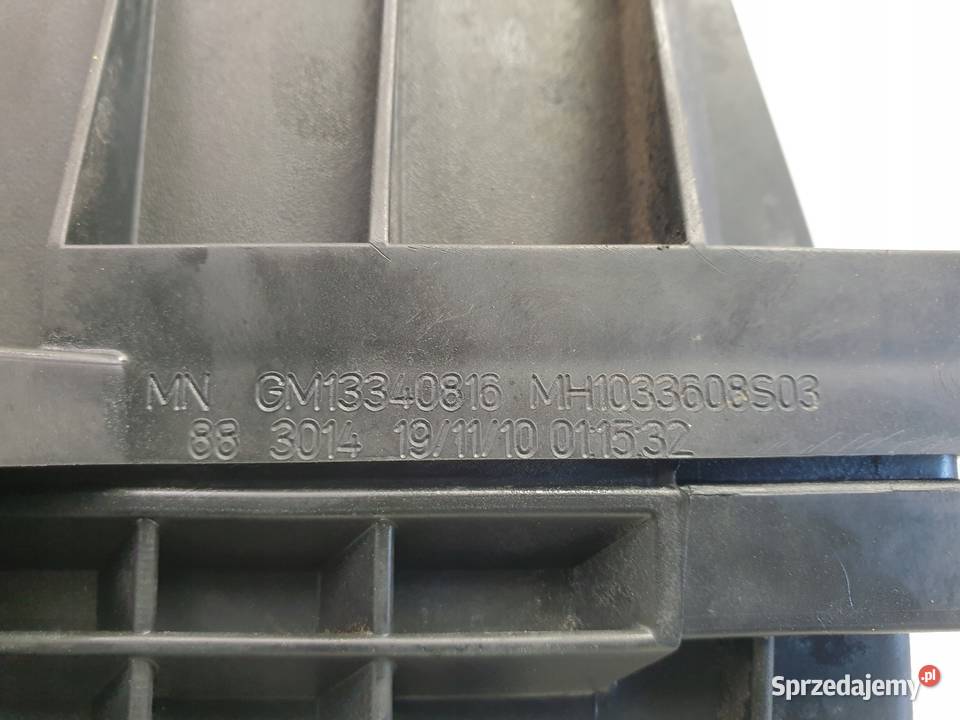 MN GM13340816 MH1033608S03
88 3014 19/11/10 01:15:32
Sprzedajemy.pl